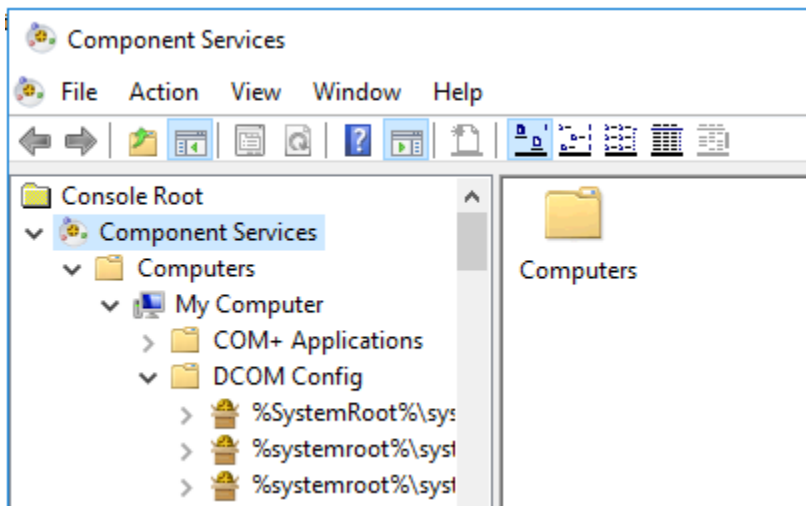 Component Services
File Action View Window Help
Console Root
Component Services
Computers
My Computer
COM+ Applications
DCOM Config
%SystemRoot%\sys
%systemroot%\syst
%systemroot%\syst
Computers